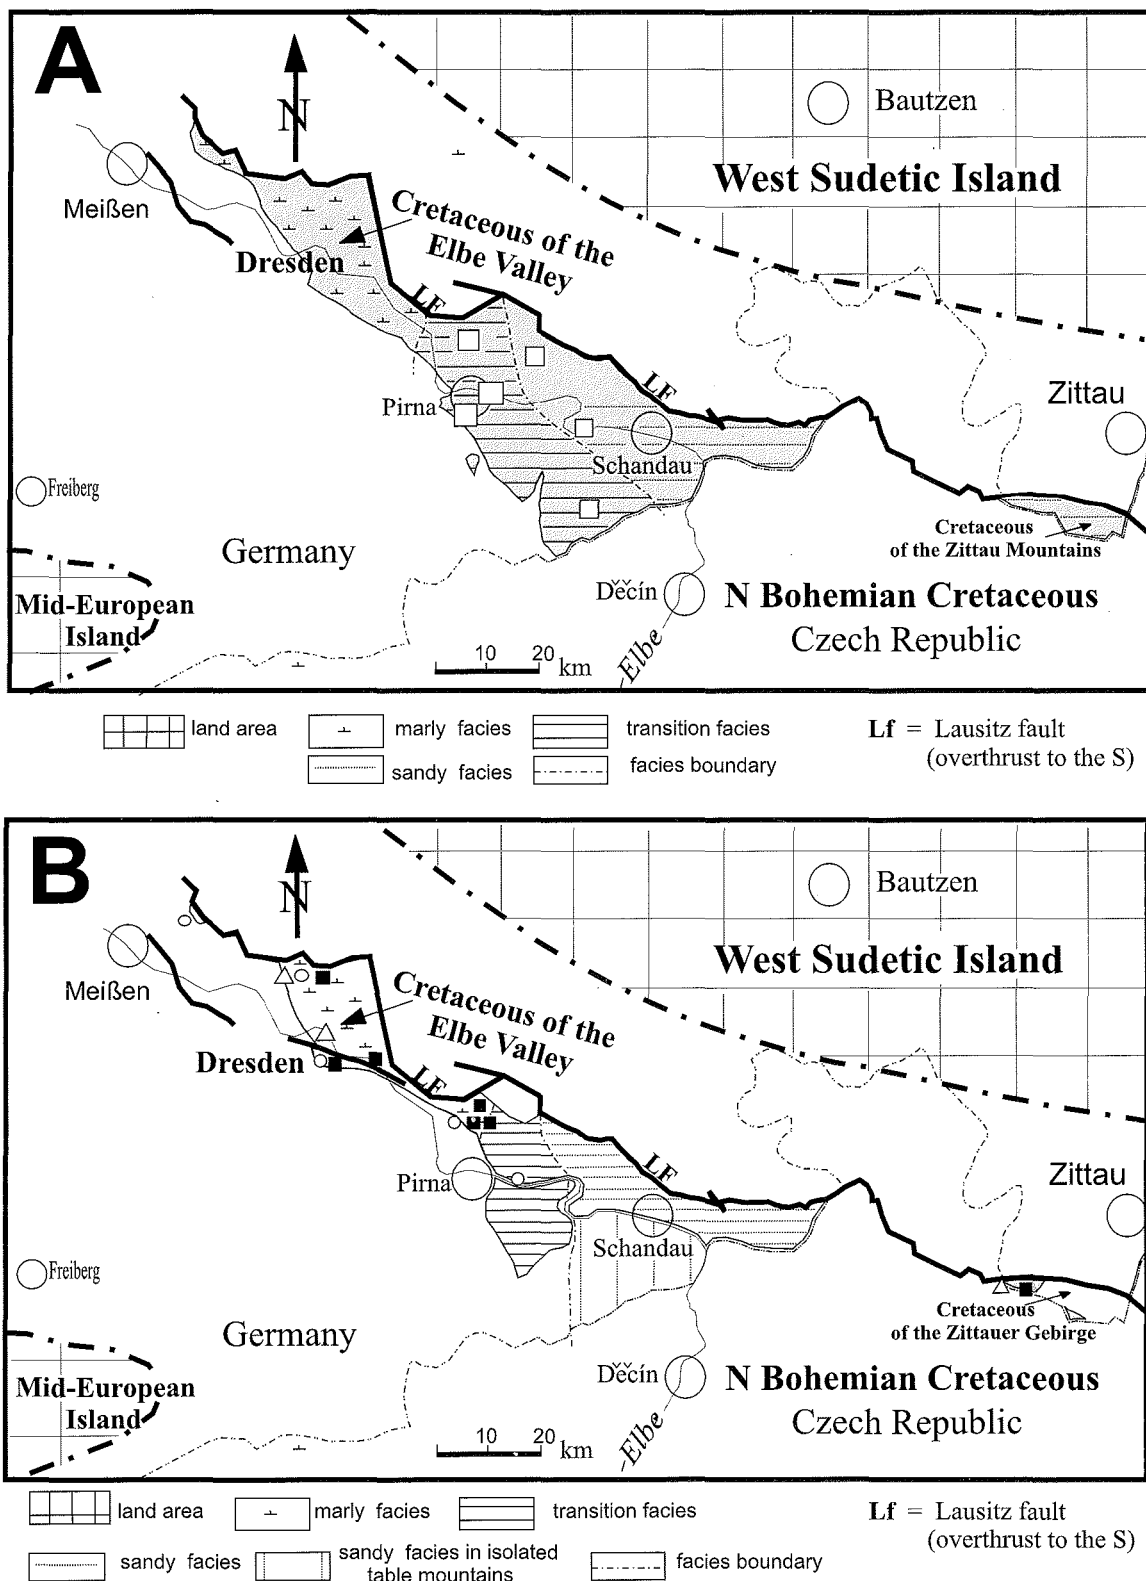 A
N
Bautzen
West Sudetic Island
Meißen
Cretaceous of the
Elbe Valley
Dresden
LF
LF
Zittau
Pirna
Schandau
Freiberg
Cretaceous
of the Zittau Mountains
Germany
Mid-European
Island
Děcín
N Bohemian Cretaceous
Czech Republic
Elbe
10 20
km
land area
marly facies
transition facies
Lf = Lausitz fault
(overthrust to the S)
sandy facies
facies boundary
B
N
Bautzen
West Sudetic Island
Meißen
Cretaceous of the
Elbe Valley
Dresden
LF
LF
Zittau
Pirna
Schandau
Freiberg
Cretaceous
of the Zittauer Gebirge
Germany
Mid-European
Island
Děcín
N Bohemian Cretaceous
Czech Republic
Elbe
10 20
km
land area
marly facies
transition facies
Lf = Lausitz fault
(overthrust to the S)
sandy facies
sandy facies in isolated
table mountains
facies boundary